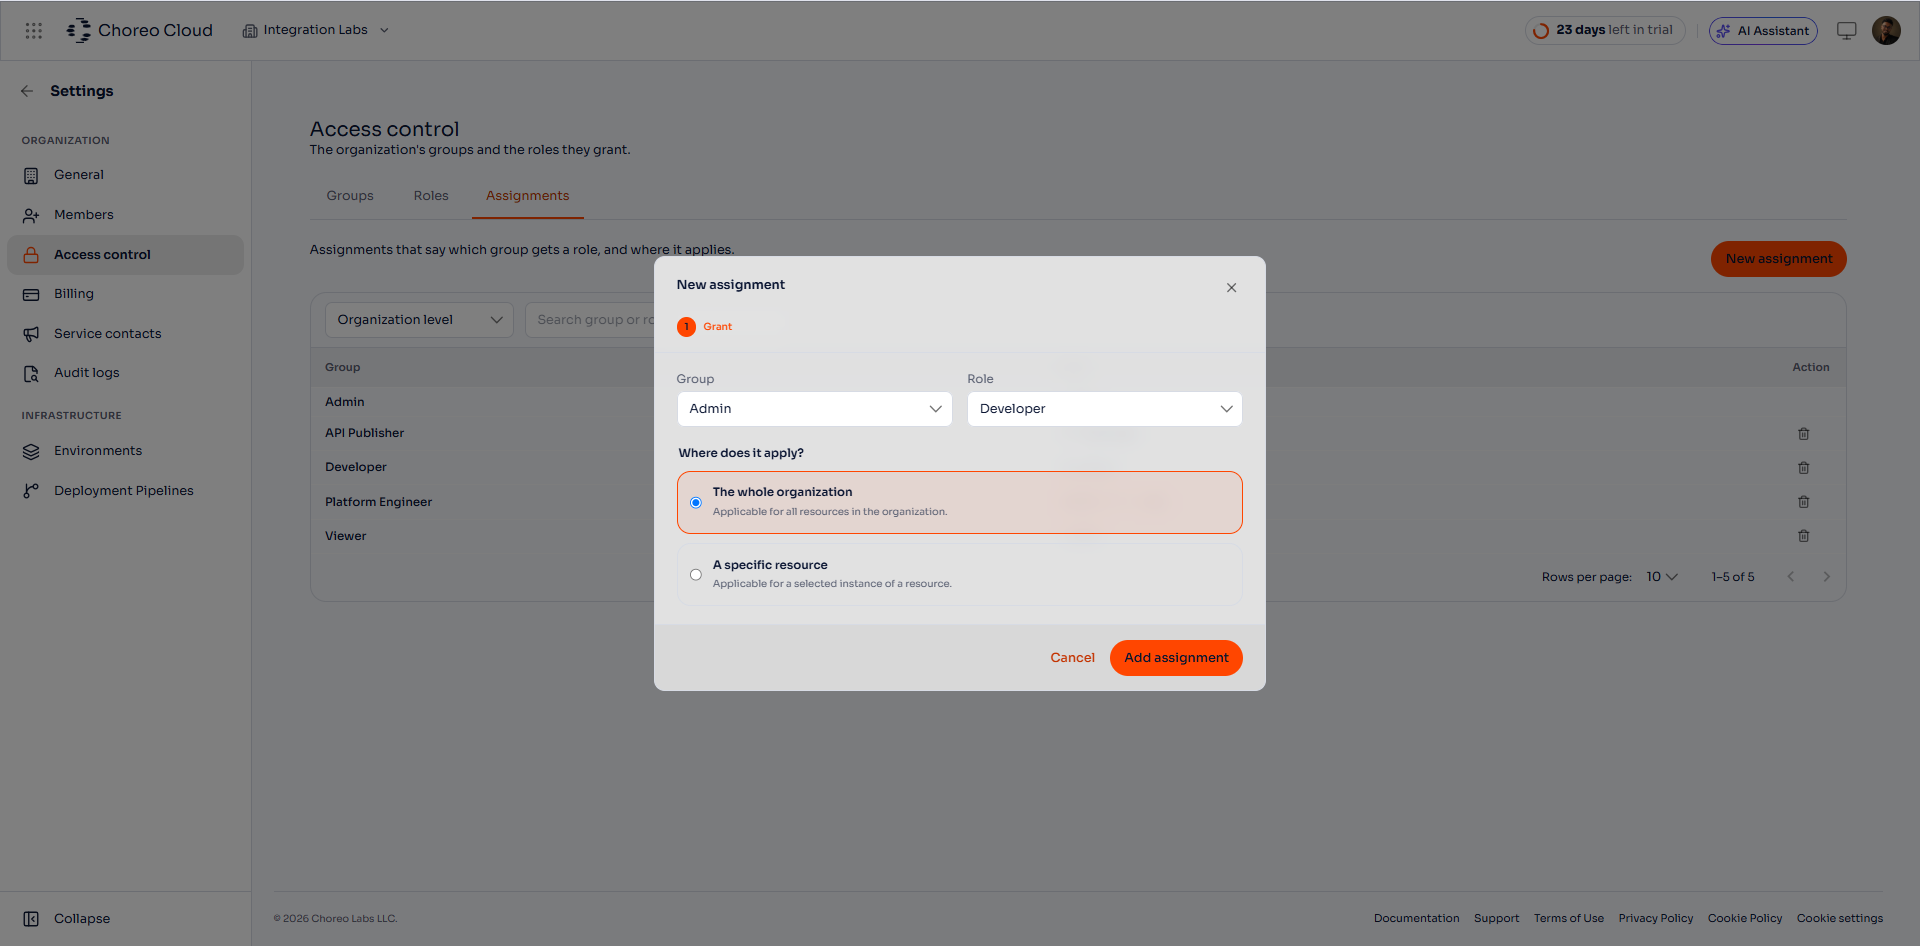 Choreo Cloud
Integration Labs
23 days left in trial
AI Assistant
Settings
ORGANIZATION
General
Members
Access control
Billing
Service contacts
Audit logs
INFRASTRUCTURE
Environments
Deployment Pipelines
Collapse
Access control
The organization's groups and the roles they grant.
Groups Roles Assignments
Assignments that say which group gets a role, and where it applies.
New assignment
Organization level
Search group or
Group Action
Admin
API Publisher
Developer
Platform Engineer
Viewer
Rows per page: 10 1–5 of 5
New assignment
1 Grant
Group Role
Admin Developer
Where does it apply?
The whole organization
Applicable for all resources in the organization.
A specific resource
Applicable for a selected instance of a resource.
Cancel Add assignment
© 2026 Choreo Labs LLC.
Documentation Support Terms of Use Privacy Policy Cookie Policy Cookie settings